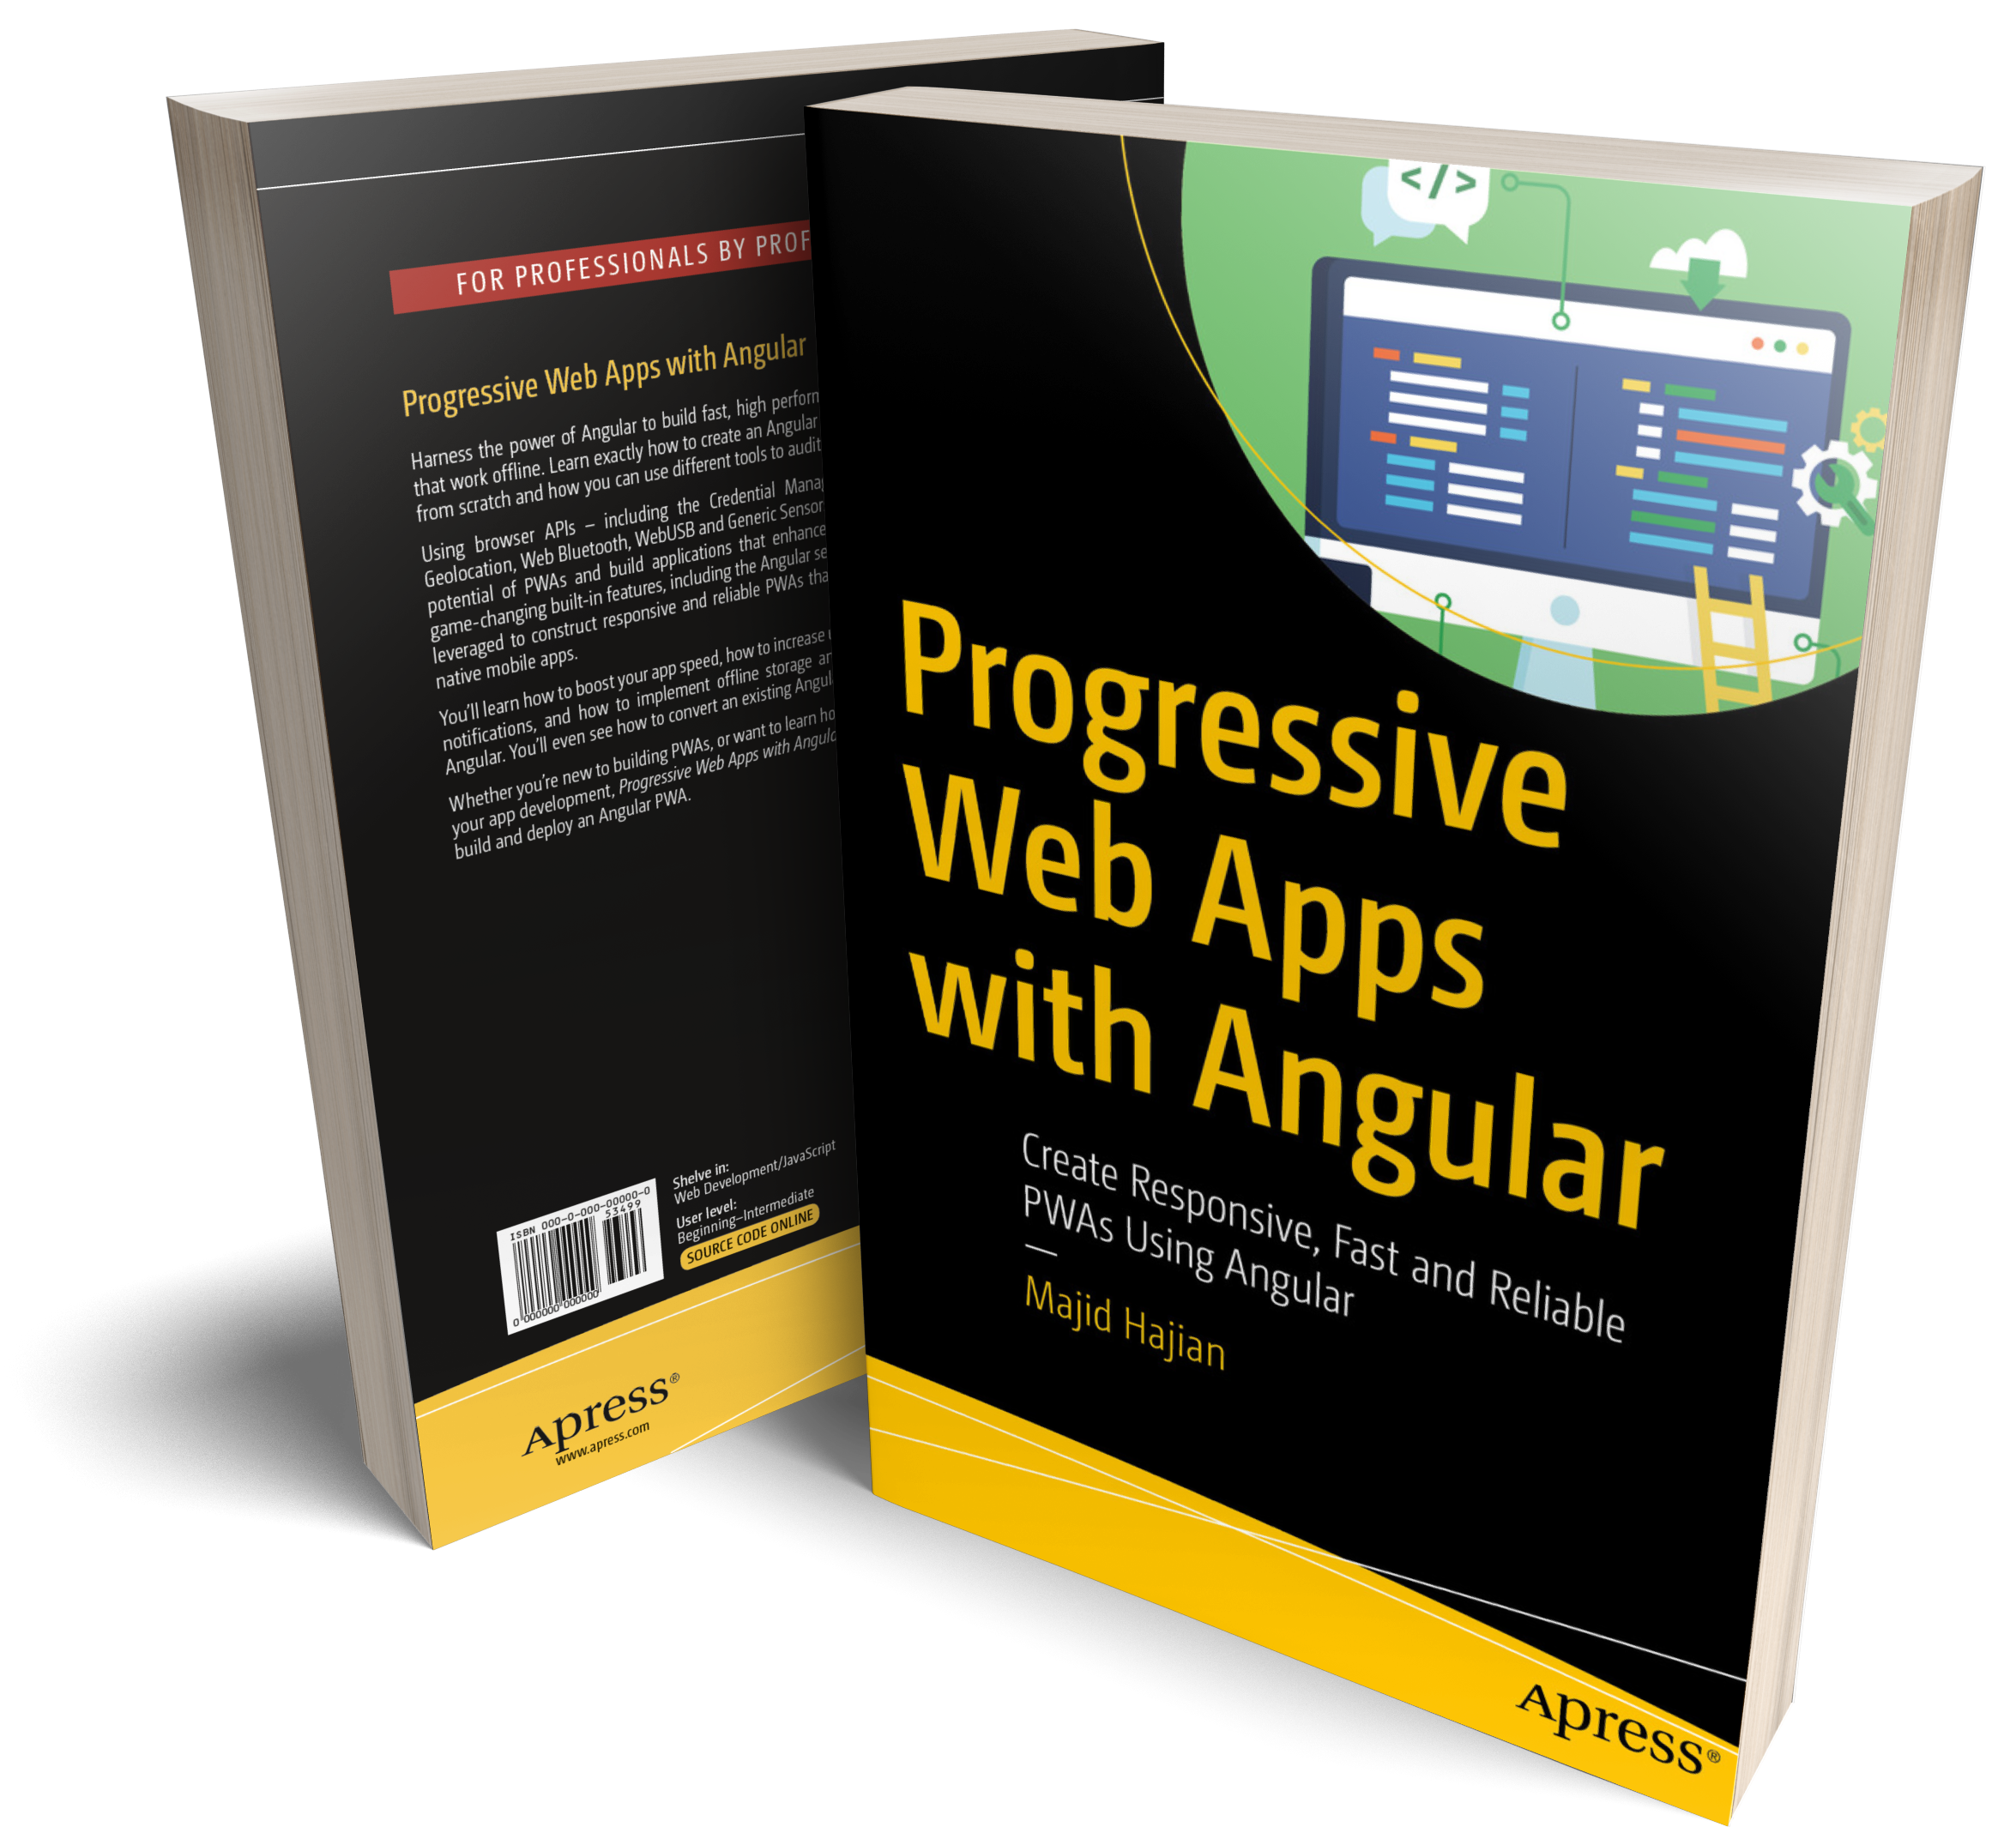 FOR PROFESSIONALS BY PROF
Progressive Web Apps with Angular
Harness the power of Angular to build fast, high perform
that work offline. Learn exactly how to create an Angular
from scratch and how you can use different tools to audit
Using browser APIs – including the Credential Manag
Geolocation, Web Bluetooth, WebUSB and Generic Sensor
potential of PWAs and build applications that enhance
game-changing built-in features, including the Angular se
leveraged to construct responsive and reliable PWAs tha
native mobile apps.
You'll learn how to boost your app speed, how to increase u
notifications, and how to implement offline storage an
Angular. You'll even see how to convert an existing Angul
Whether you're new to building PWAs, or want to learn ho
your app development, Progressive Web Apps with Angula
build and deploy an Angular PWA.
ISBN 000-0-000-00000-0
53499
0 000000 000000
Shelve in:
Web Development/JavaScript
User level:
Beginning–Intermediate
SOURCE CODE ONLINE
Apress®
www.apress.com
</>
Progressive
Web Apps
with Angular
Create Responsive, Fast and Reliable
PWAs Using Angular
—
Majid Hajian
Apress®